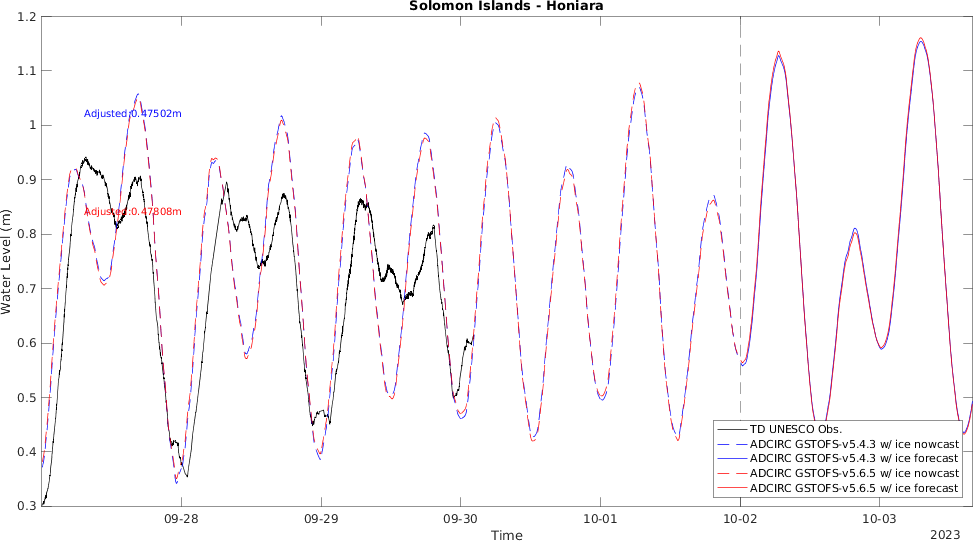 Solomon Islands - Honiara
1.2
1.1
1
0.9
0.8
0.7
0.6
0.5
0.4
0.3
Water Level (m)
Adjusted:0.47502m
Adjusted:0.47808m
TD UNESCO Obs.
ADCIRC GSTOFS-v5.4.3 w/ ice nowcast
ADCIRC GSTOFS-v5.4.3 w/ ice forecast
ADCIRC GSTOFS-v5.6.5 w/ ice nowcast
ADCIRC GSTOFS-v5.6.5 w/ ice forecast
09-28 09-29 09-30 10-01 10-02 10-03
Time
2023